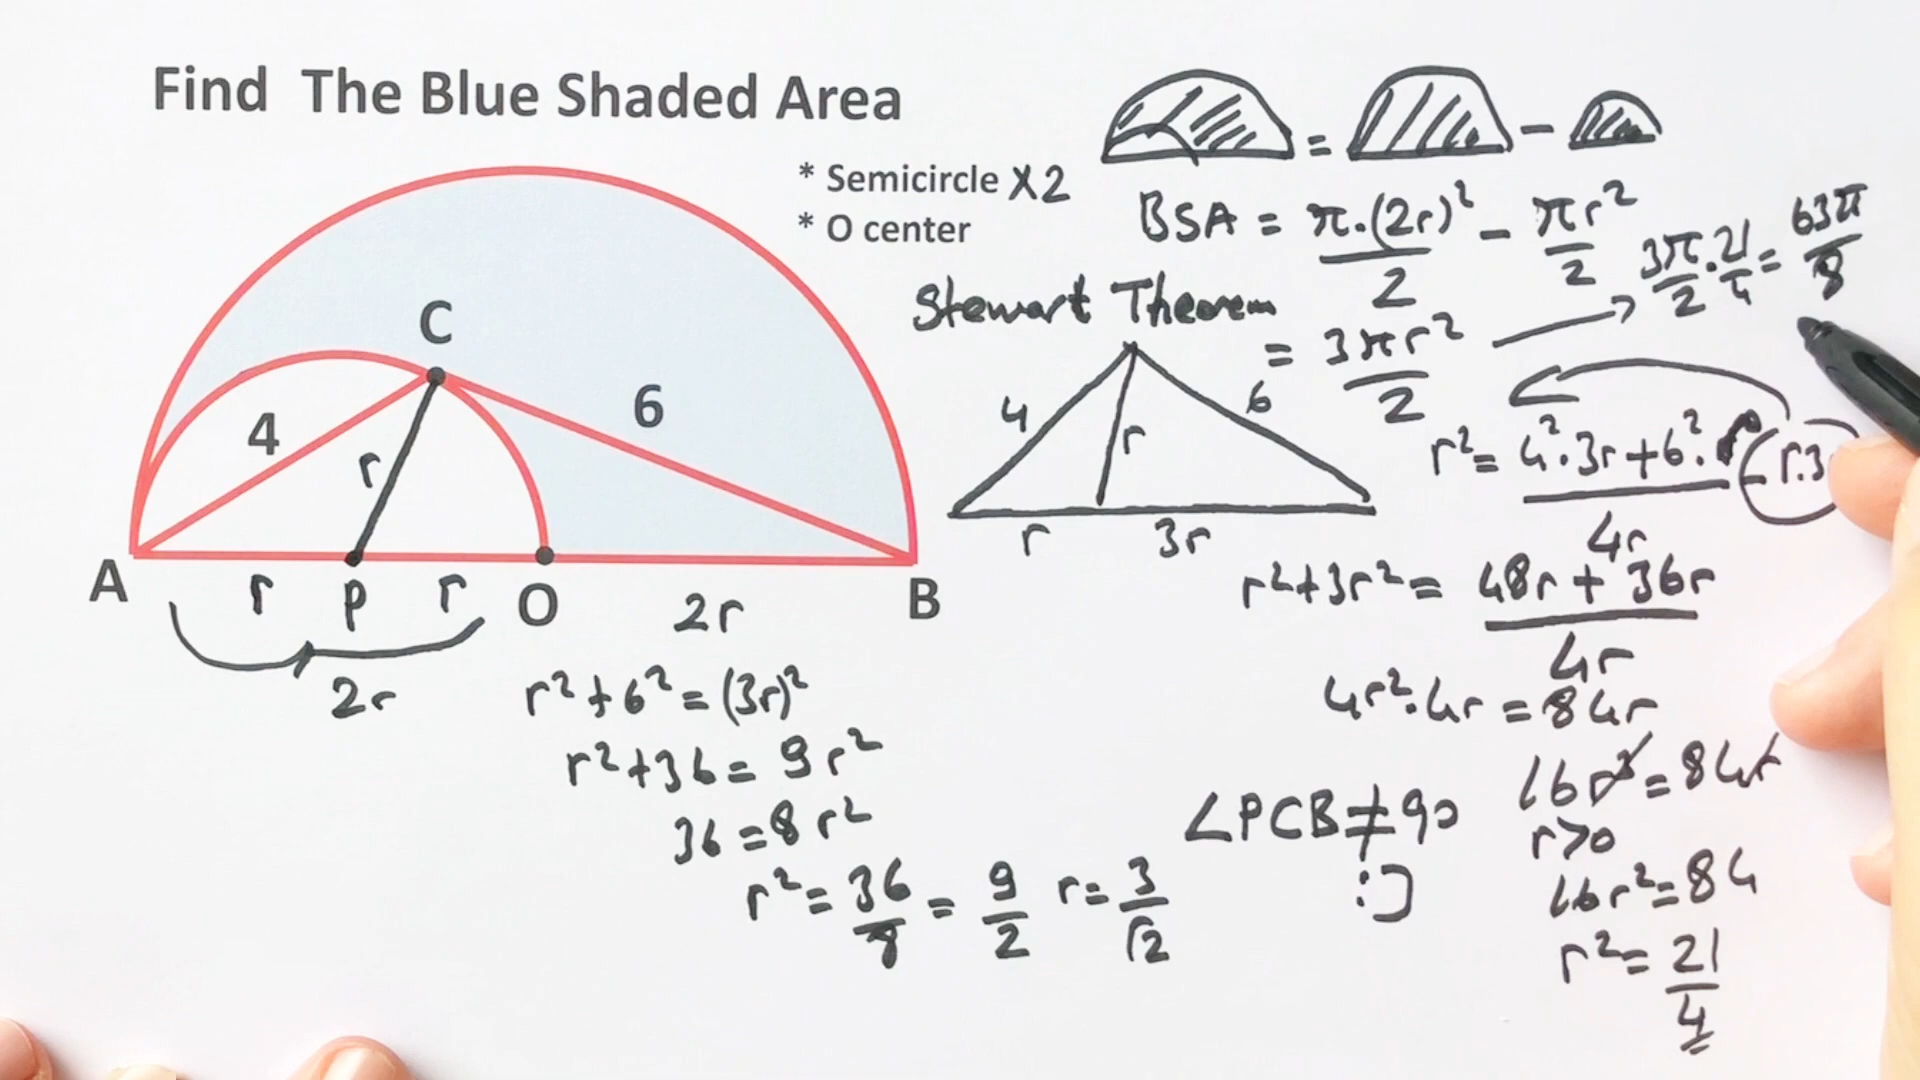 Find The Blue Shaded Area
* Semicircle X2
* O center
C
4
6
r
A
r
P
r
O
2r
B
2r
r²+6²=(3r)²
r²+36=9r²
36=8r²
r²=36/8=9/2 r=3/√2
=
-
BSA = π.(2r)²/2 - πr²/2
= 3πr²/2 → 3π/2.21/4=63π/8
Stewart Theorem
4
r
6
r
3r
r²=4².3r+6².r/4r - r.3
r²+3r²=48r+36r/4r
4r².4r=84r
16r³=84r
r>0
16r²=84
r²=21/4
∠PCB≠90
:)